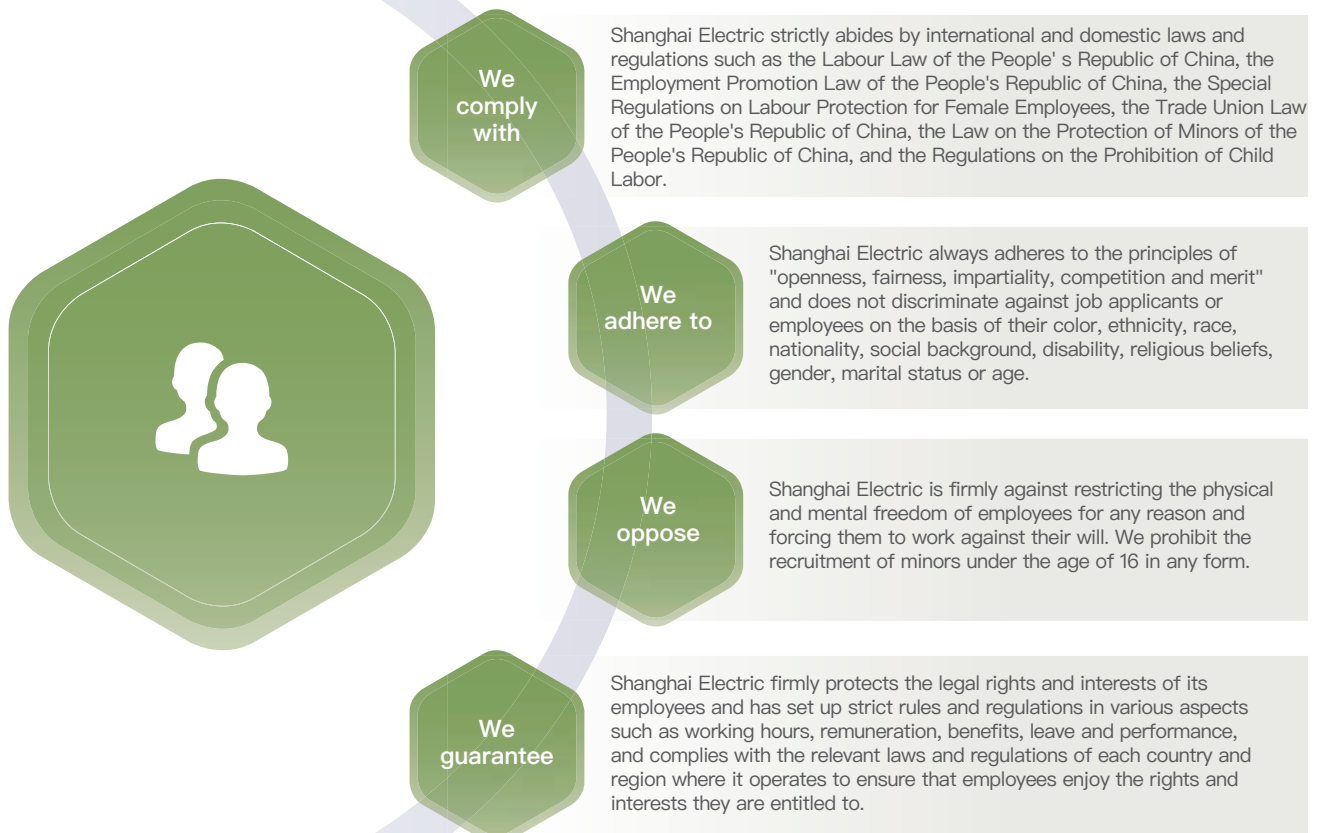 We
comply
with
Shanghai Electric strictly abides by international and domestic laws and
regulations such as the Labour Law of the People' s Republic of China, the
Employment Promotion Law of the People's Republic of China, the Special
Regulations on Labour Protection for Female Employees, the Trade Union Law
of the People's Republic of China, the Law on the Protection of Minors of the
People's Republic of China, and the Regulations on the Prohibition of Child
Labor.
We
adhere to
Shanghai Electric always adheres to the principles of
"openness, fairness, impartiality, competition and merit"
and does not discriminate against job applicants or
employees on the basis of their color, ethnicity, race,
nationality, social background, disability, religious beliefs,
gender, marital status or age.
We
oppose
Shanghai Electric is firmly against restricting the physical
and mental freedom of employees for any reason and
forcing them to work against their will. We prohibit the
recruitment of minors under the age of 16 in any form.
We
guarantee
Shanghai Electric firmly protects the legal rights and interests of its
employees and has set up strict rules and regulations in various aspects
such as working hours, remuneration, benefits, leave and performance,
and complies with the relevant laws and regulations of each country and
region where it operates to ensure that employees enjoy the rights and
interests they are entitled to.